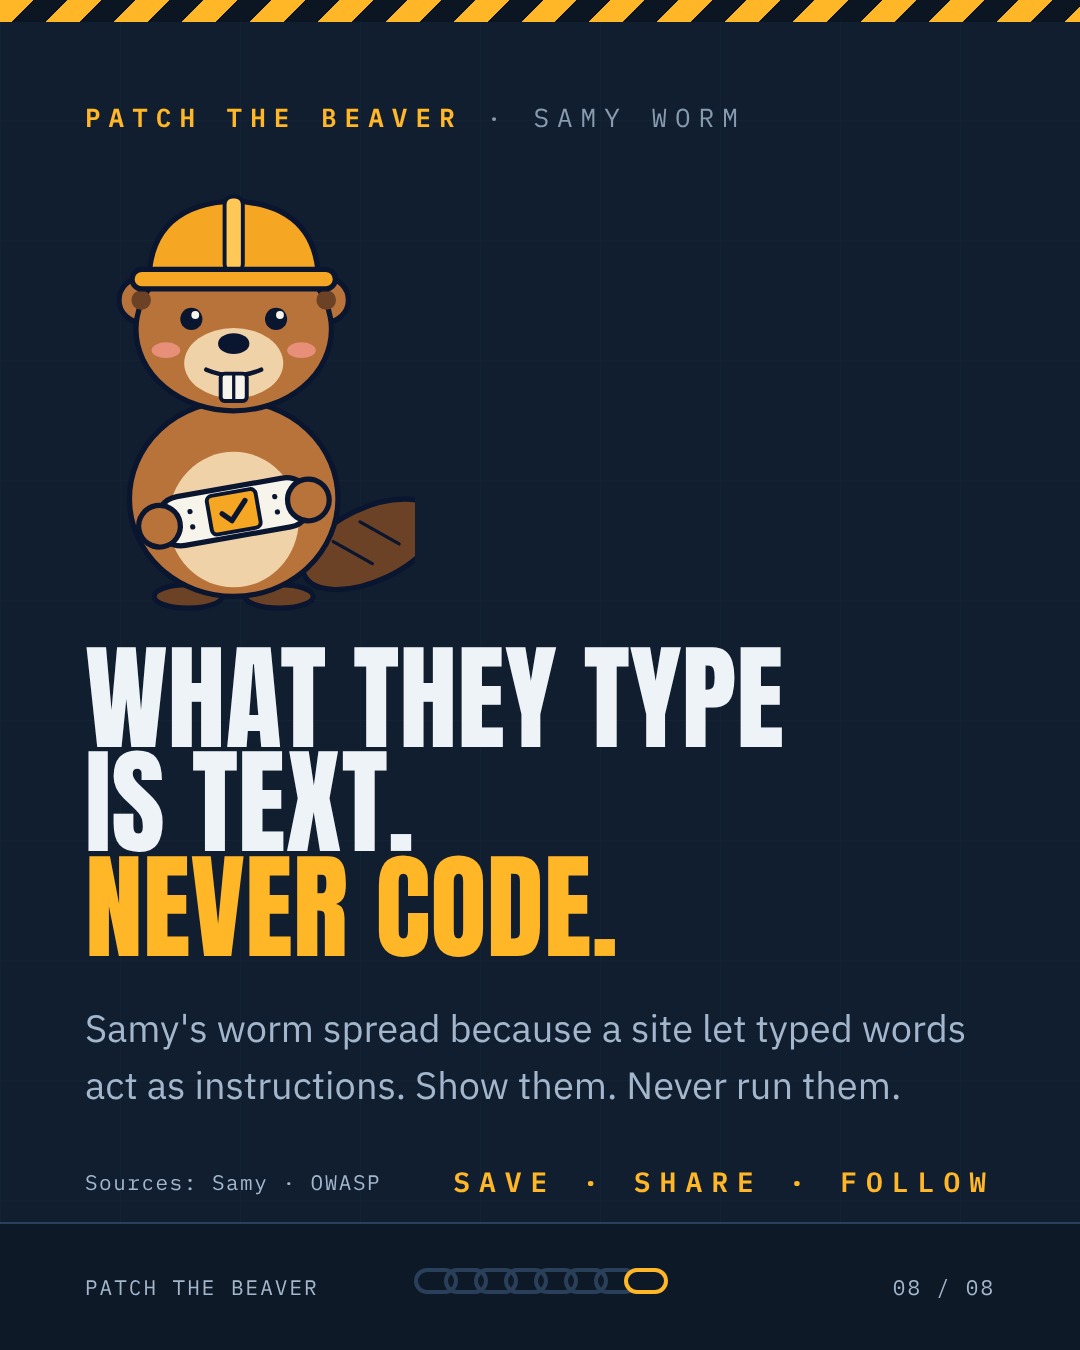 PATCH THE BEAVER · SAMY WORM
WHAT THEY TYPE
IS TEXT.
NEVER CODE.
Samy's worm spread because a site let typed words
act as instructions. Show them. Never run them.
Sources: Samy · OWASP
SAVE · SHARE · FOLLOW
PATCH THE BEAVER
08 / 08